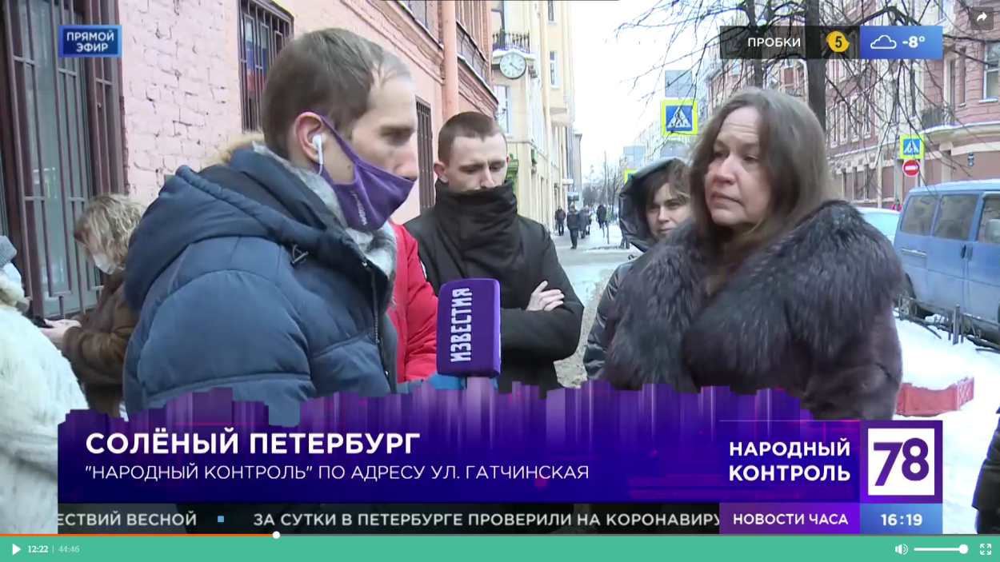 ПРЯМОЙ
ЭФИР
ПРОБКИ 5 -8°
ИЗВЕСТИЯ
СОЛЁНЫЙ ПЕТЕРБУРГ
"НАРОДНЫЙ КОНТРОЛЬ" ПО АДРЕСУ УЛ. ГАТЧИНСКАЯ
НАРОДНЫЙ
КОНТРОЛЬ
78
ЕСТВИЙ ВЕСНОЙ ▪ ЗА СУТКИ В ПЕТЕРБУРГЕ ПРОВЕРИЛИ НА КОРОНАВИРУ
НОВОСТИ ЧАСА 16:19
12:22 | 44:46